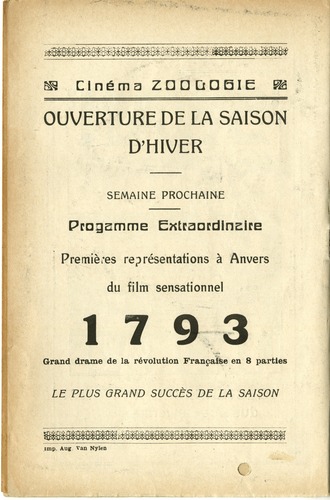 Cinéma ZOOLOGIE
OUVERTURE DE LA SAISON
D'HIVER
SEMAINE PROCHAINE
Progamme Extraordinaire
Premières représentations à Anvers
du film sensationnel
1793
Grand drame de la révolution Française en 8 parties
LE PLUS GRAND SUCCÈS DE LA SAISON
Imp. Aug. Van Nylen